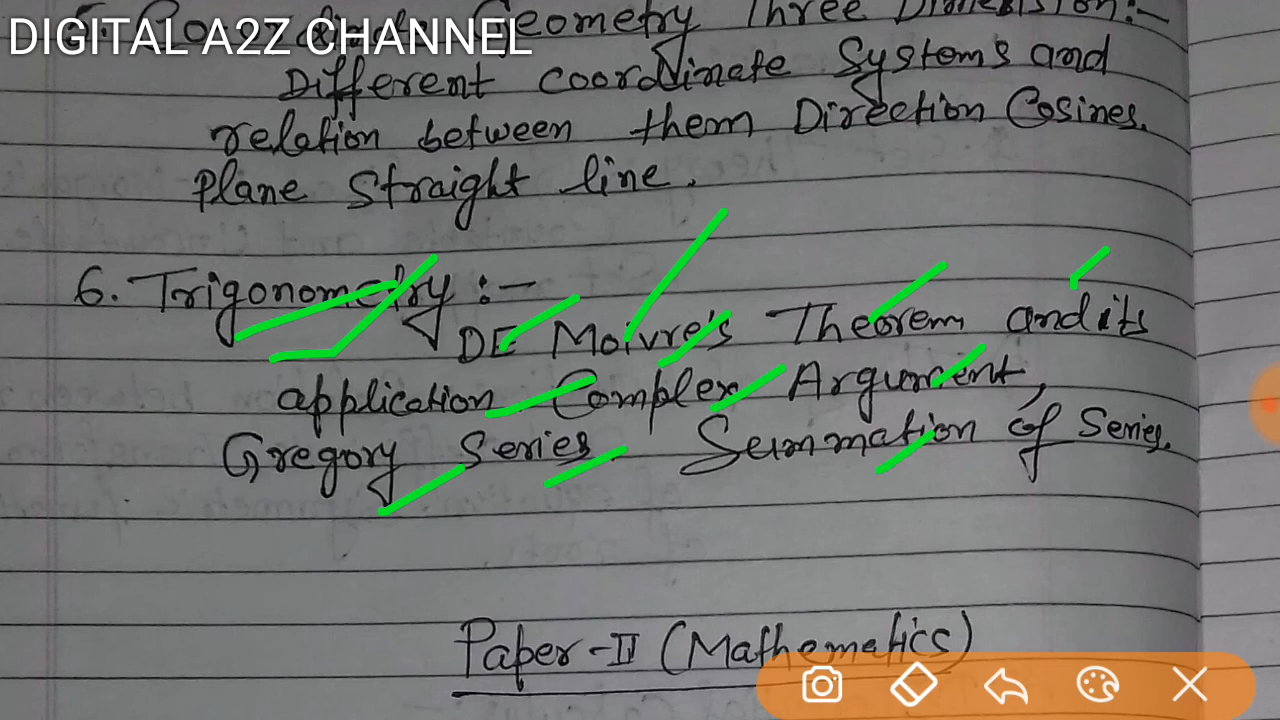 DIGITAL A2Z CHANNEL
Geometry Three Dimension:-
Different coordinate Systems and
relation between them Direction Cosines.
Plane Straight line.
6. Trigonometry :-
DE Moivre's Theorem and its
application Complex Argument,
Gregory Series. Summation of Series.
Paper-II (Mathematics)